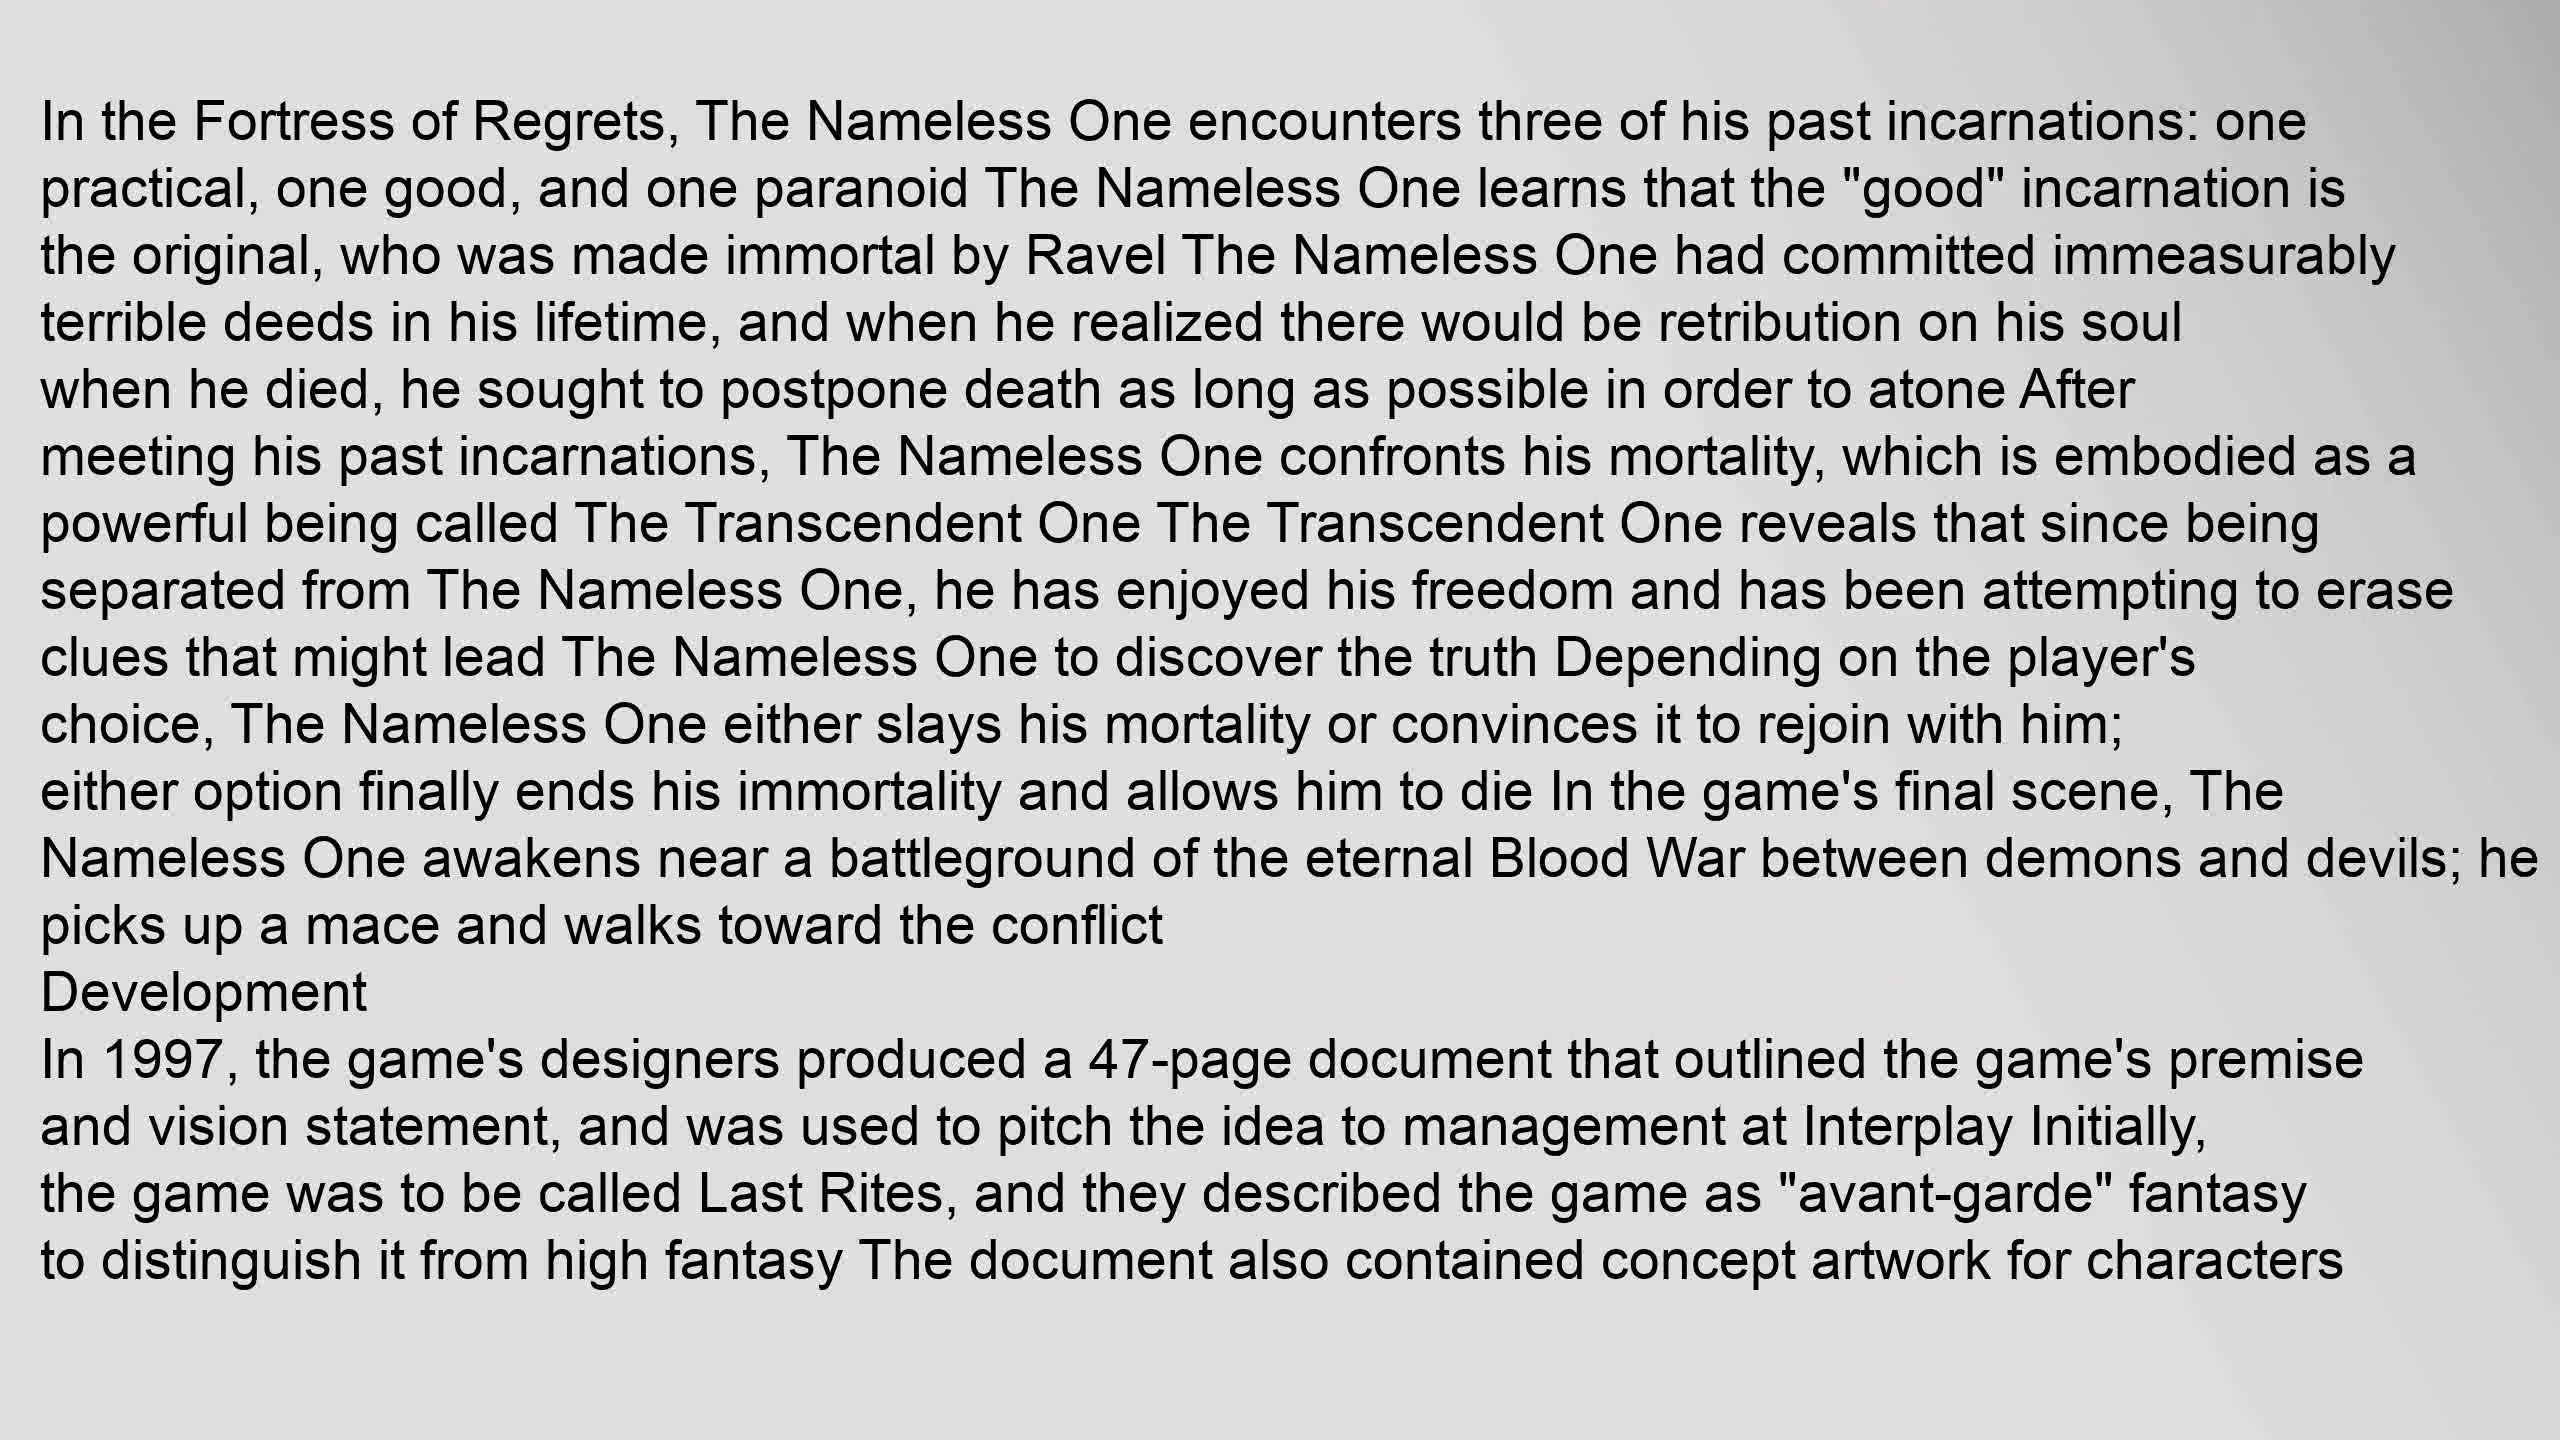 In the Fortress of Regrets, The Nameless One encounters three of his past incarnations: one
practical, one good, and one paranoid The Nameless One learns that the "good" incarnation is
the original, who was made immortal by Ravel The Nameless One had committed immeasurably
terrible deeds in his lifetime, and when he realized there would be retribution on his soul
when he died, he sought to postpone death as long as possible in order to atone After
meeting his past incarnations, The Nameless One confronts his mortality, which is embodied as a
powerful being called The Transcendent One The Transcendent One reveals that since being
separated from The Nameless One, he has enjoyed his freedom and has been attempting to erase
clues that might lead The Nameless One to discover the truth Depending on the player's
choice, The Nameless One either slays his mortality or convinces it to rejoin with him;
either option finally ends his immortality and allows him to die In the game's final scene, The
Nameless One awakens near a battleground of the eternal Blood War between demons and devils; he
picks up a mace and walks toward the conflict
Development
In 1997, the game's designers produced a 47-page document that outlined the game's premise
and vision statement, and was used to pitch the idea to management at Interplay Initially,
the game was to be called Last Rites, and they described the game as "avant-garde" fantasy
to distinguish it from high fantasy The document also contained concept artwork for characters